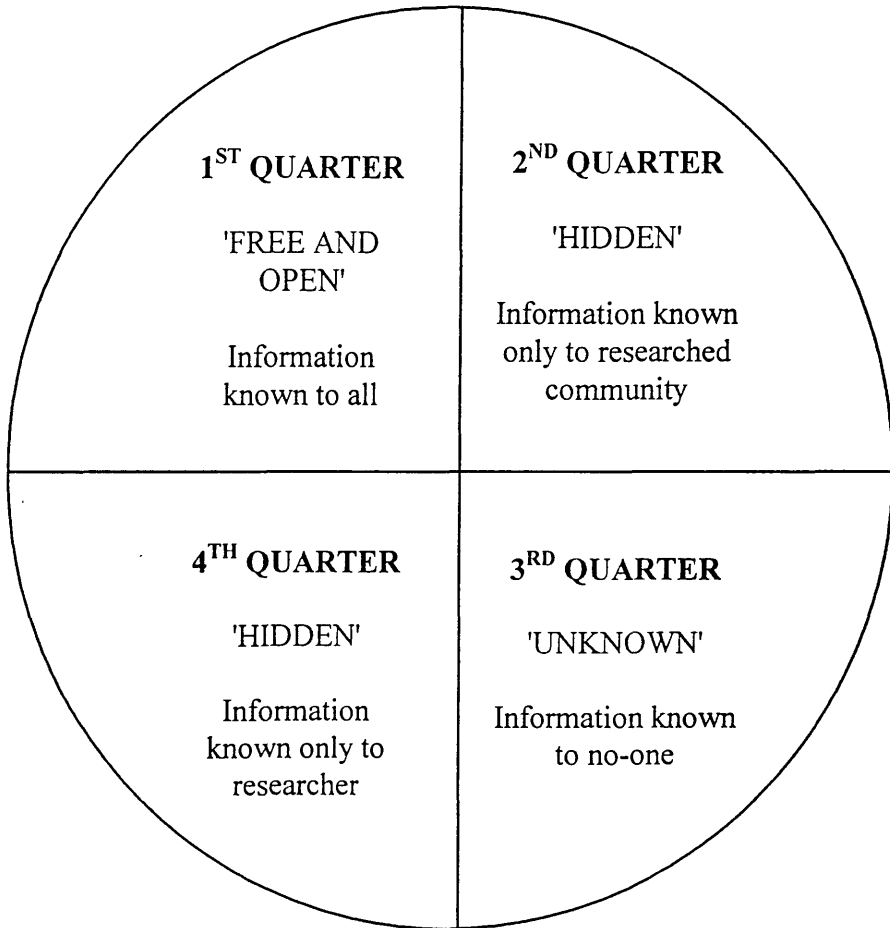 1ST QUARTER
'FREE AND
OPEN'
Information
known to all
2ND QUARTER
'HIDDEN'
Information known
only to researched
community
4TH QUARTER
'HIDDEN'
Information
known only to
researcher
3RD QUARTER
'UNKNOWN'
Information known
to no-one